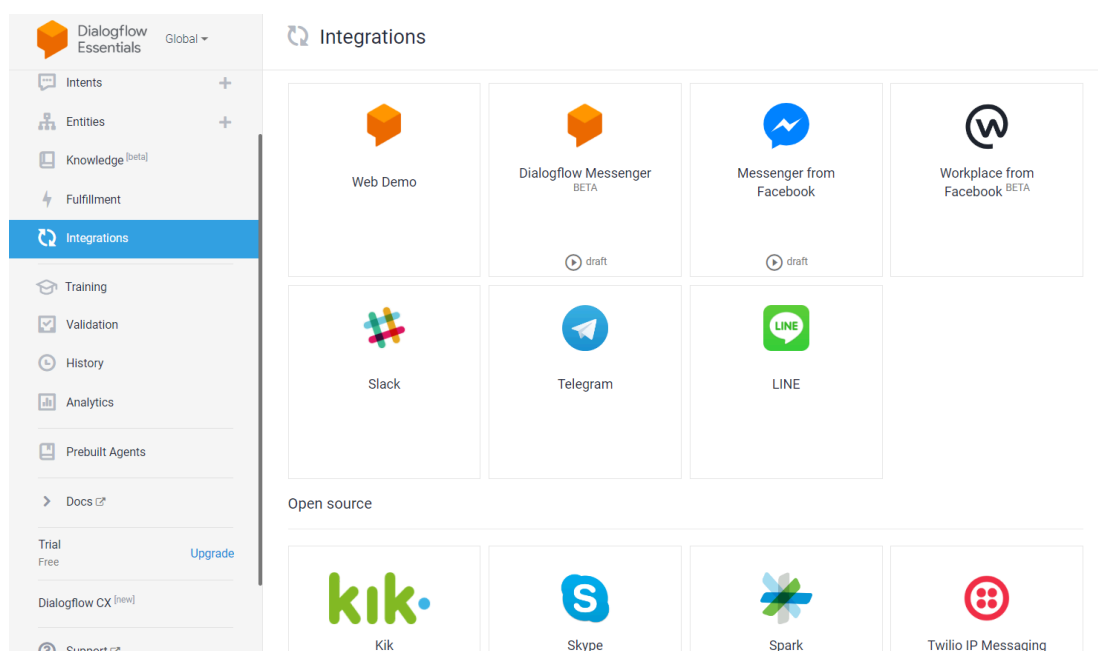 Dialogflow
Essentials
Global
Integrations
Intents
Entities
Knowledge [beta]
Fulfillment
Integrations
Training
Validation
History
Analytics
Prebuilt Agents
Docs
Trial
Free
Upgrade
Dialogflow CX [new]
Support
Web Demo
Dialogflow Messenger
BETA
draft
Messenger from
Facebook
draft
Workplace from
Facebook BETA
Slack
Telegram
LINE
LINE
Open source
kik
Kik
S
Skype
Spark
Twilio IP Messaging